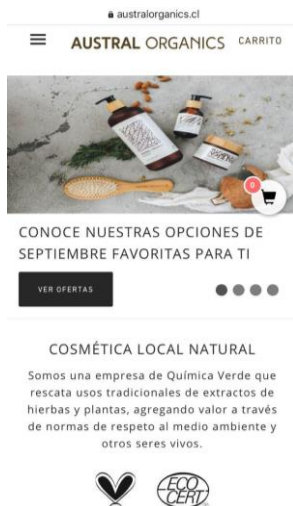 australorganics.cl
AUSTRAL ORGANICS CARRITO
0
CONOCE NUESTRAS OPCIONES DE
SEPTIEMBRE FAVORITAS PARA TI
VER OFERTAS
COSMÉTICA LOCAL NATURAL
Somos una empresa de Química Verde que
rescata usos tradicionales de extractos de
hierbas y plantas, agregando valor a través
de normas de respeto al medio ambiente y
otros seres vivos.
ECO
CERT